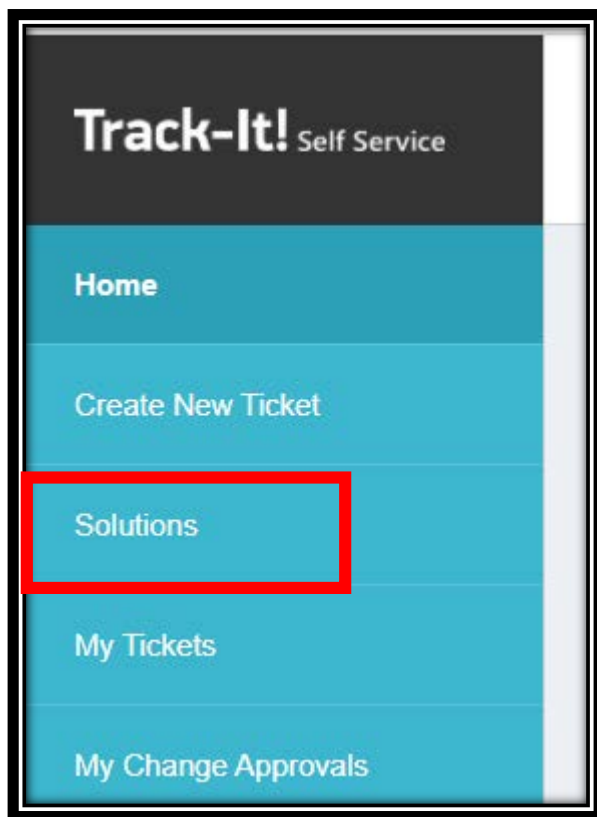 Track-It! Self Service
Home
Create New Ticket
Solutions
My Tickets
My Change Approvals